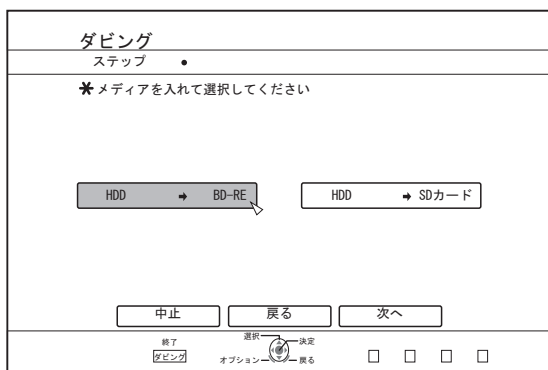 ダビング
ステップ ●
✱メディアを入れて選択してください
HDD ➡ BD-RE
HDD ➡ SDカード
中止 戻る 次へ
終了 選択 決定
ダビング オプション 戻る